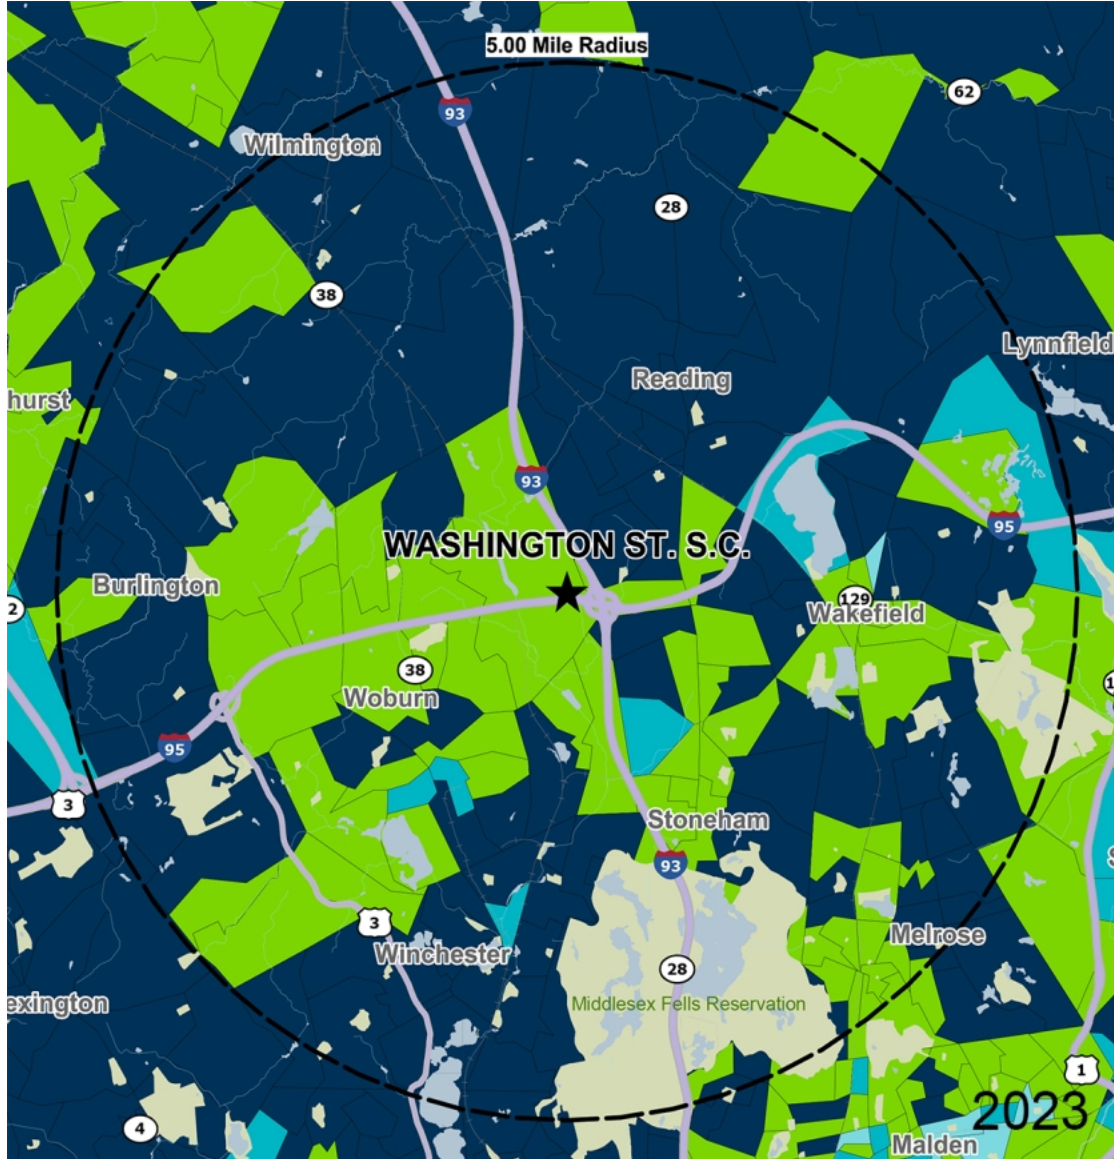 5.00 Mile Radius
62
93
Wilmington
28
38
Lynnfield
Reading
hurst
93
95
WASHINGTON ST. S.C.
Burlington
129
2
Wakefield
38
Woburn
1
95
3
Stoneham
S
93
3
Melrose
Winchester
28
exington
Middlesex Fells Reservation
1
2023
4
Malden